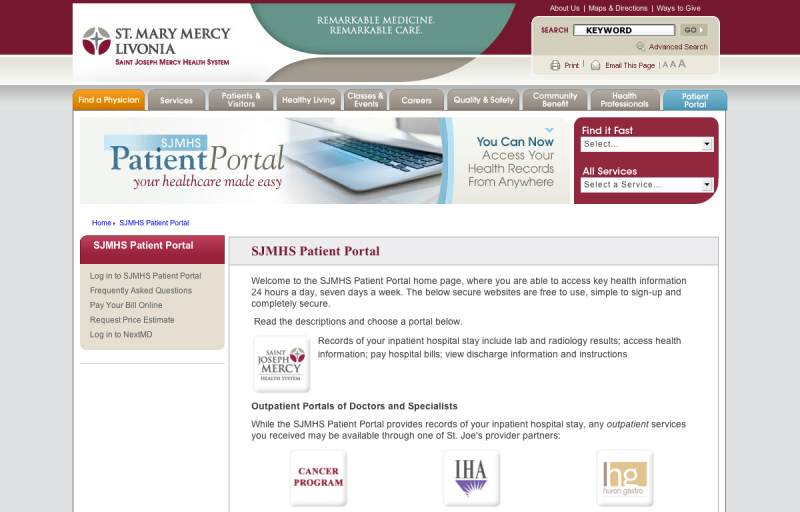 About Us | Maps & Directions | Ways to Give
ST. MARY MERCY
LIVONIA
SAINT JOSEPH MERCY HEALTH SYSTEM
REMARKABLE MEDICINE.
REMARKABLE CARE.
SEARCH KEYWORD GO
Advanced Search
Print | Email This Page | A A A
Find a Physician
Services
Patients & Visitors
Healthy Living
Classes & Events
Careers
Quality & Safety
Community Benefit
Health Professionals
Patient Portal
SJMHS
PatientPortal
your healthcare made easy
You Can Now
Access Your
Health Records
From Anywhere
Find it Fast
Select...
All Services
Select a Service...
Home SJMHS Patient Portal
SJMHS Patient Portal
Log in to SJMHS Patient Portal
Frequently Asked Questions
Pay Your Bill Online
Request Price Estimate
Log in to NextMD
SJMHS Patient Portal
Welcome to the SJMHS Patient Portal home page, where you are able to access key health information
24 hours a day, seven days a week. The below secure websites are free to use, simple to sign-up and
completely secure.
Read the descriptions and choose a portal below.
SAINT
JOSEPH
MERCY
HEALTH SYSTEM
Records of your inpatient hospital stay include lab and radiology results; access health
information; pay hospital bills; view discharge information and instructions
Outpatient Portals of Doctors and Specialists
While the SJMHS Patient Portal provides records of your inpatient hospital stay, any outpatient services
you received may be available through one of St. Joe's provider partners:
CANCER
PROGRAM
IHA
hg
huron gastro